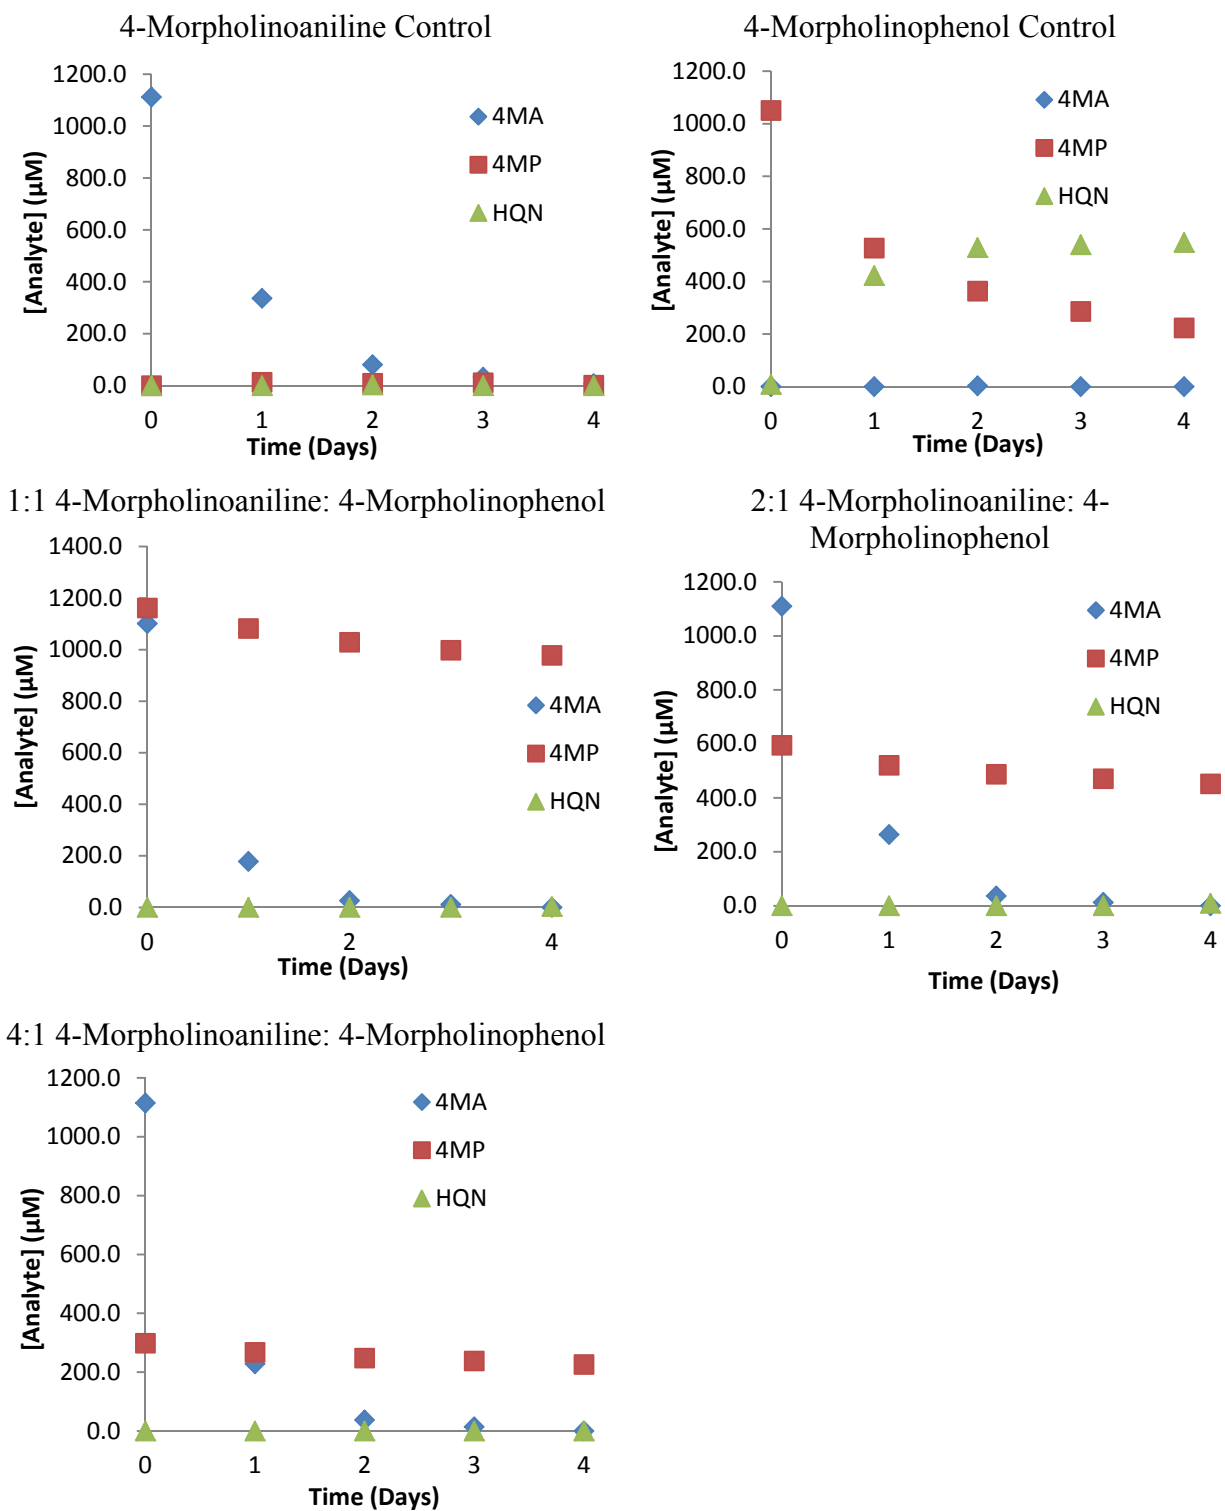 4-Morpholinoaniline Control
1200.0
1000.0
800.0
600.0
400.0
200.0
0.0
[Analyte] (µM)
0 1 2 3 4
Time (Days)
4MA
4MP
HQN
4-Morpholinophenol Control
1200.0
1000.0
800.0
600.0
400.0
200.0
0.0
[Analyte] (µM)
0 1 2 3 4
Time (Days)
4MA
4MP
HQN
1:1 4-Morpholinoaniline: 4-Morpholinophenol
1400.0
1200.0
1000.0
800.0
600.0
400.0
200.0
0.0
[Analyte] (µM)
0 2 4
Time (Days)
4MA
4MP
HQN
2:1 4-Morpholinoaniline: 4-
Morpholinophenol
1200.0
1000.0
800.0
600.0
400.0
200.0
0.0
[Analyte] (µM)
0 1 2 3 4
Time (Days)
4MA
4MP
HQN
4:1 4-Morpholinoaniline: 4-Morpholinophenol
1200.0
1000.0
800.0
600.0
400.0
200.0
0.0
[Analyte] (µM)
0 1 2 3 4
Time (Days)
4MA
4MP
HQN